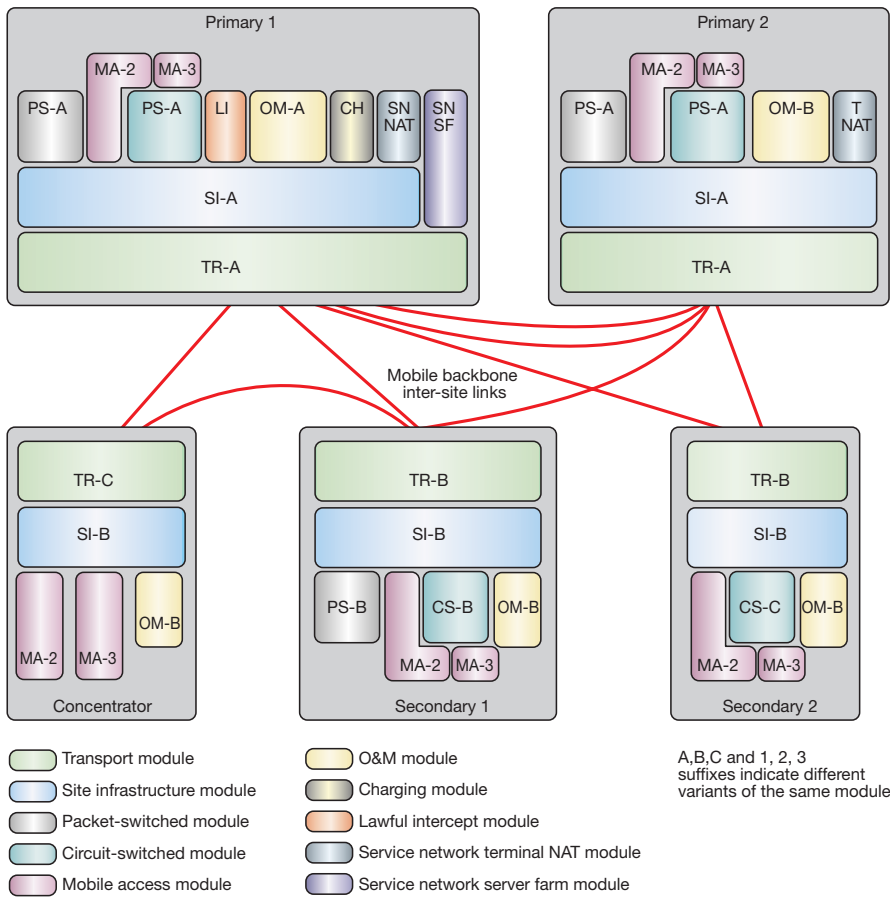 Primary 1
MA-2
MA-3
PS-A
PS-A
LI
OM-A
CH
SN
NAT
SN
SF
SI-A
TR-A
Primary 2
MA-2
MA-3
PS-A
PS-A
OM-B
T
NAT
SI-A
TR-A
Mobile backbone
inter-site links
TR-C
SI-B
MA-2
MA-3
OM-B
Concentrator
TR-B
SI-B
PS-B
CS-B
OM-B
MA-2
MA-3
Secondary 1
TR-B
SI-B
CS-C
OM-B
MA-2
MA-3
Secondary 2
Transport module
Site infrastructure module
Packet-switched module
Circuit-switched module
Mobile access module
O&M module
Charging module
Lawful intercept module
Service network terminal NAT module
Service network server farm module
A,B,C and 1, 2, 3
suffixes indicate different
variants of the same module